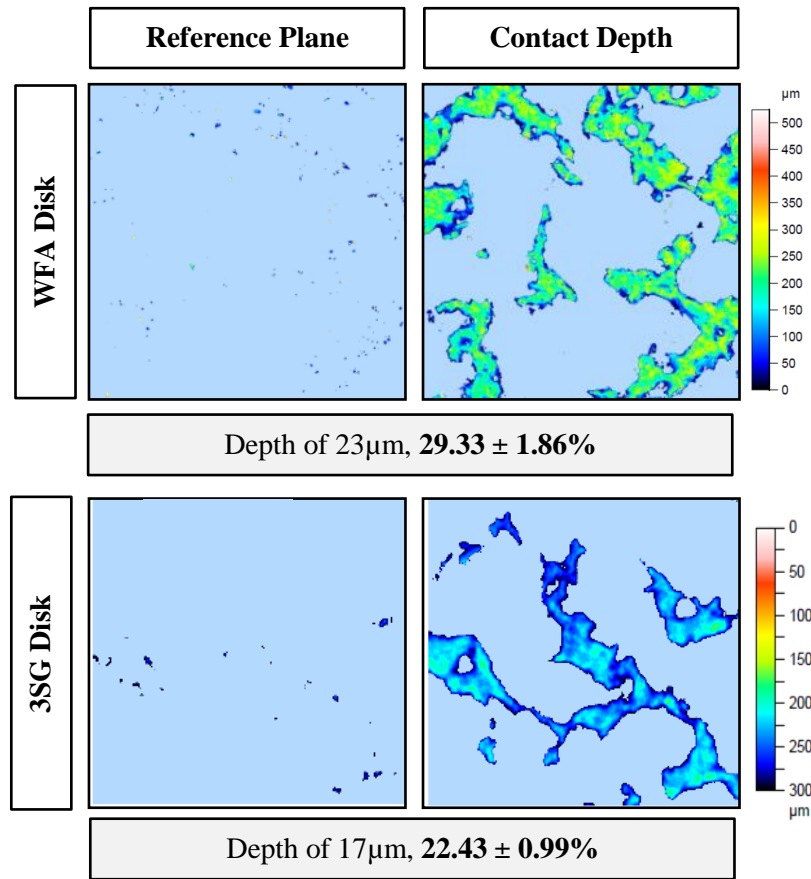 Reference Plane
Contact Depth
WFA Disk
µm
500
450
400
350
300
250
200
150
100
50
0
Depth of 23µm, 29.33 ± 1.86%
3SG Disk
0
50
100
150
200
250
300
µm
Depth of 17µm, 22.43 ± 0.99%